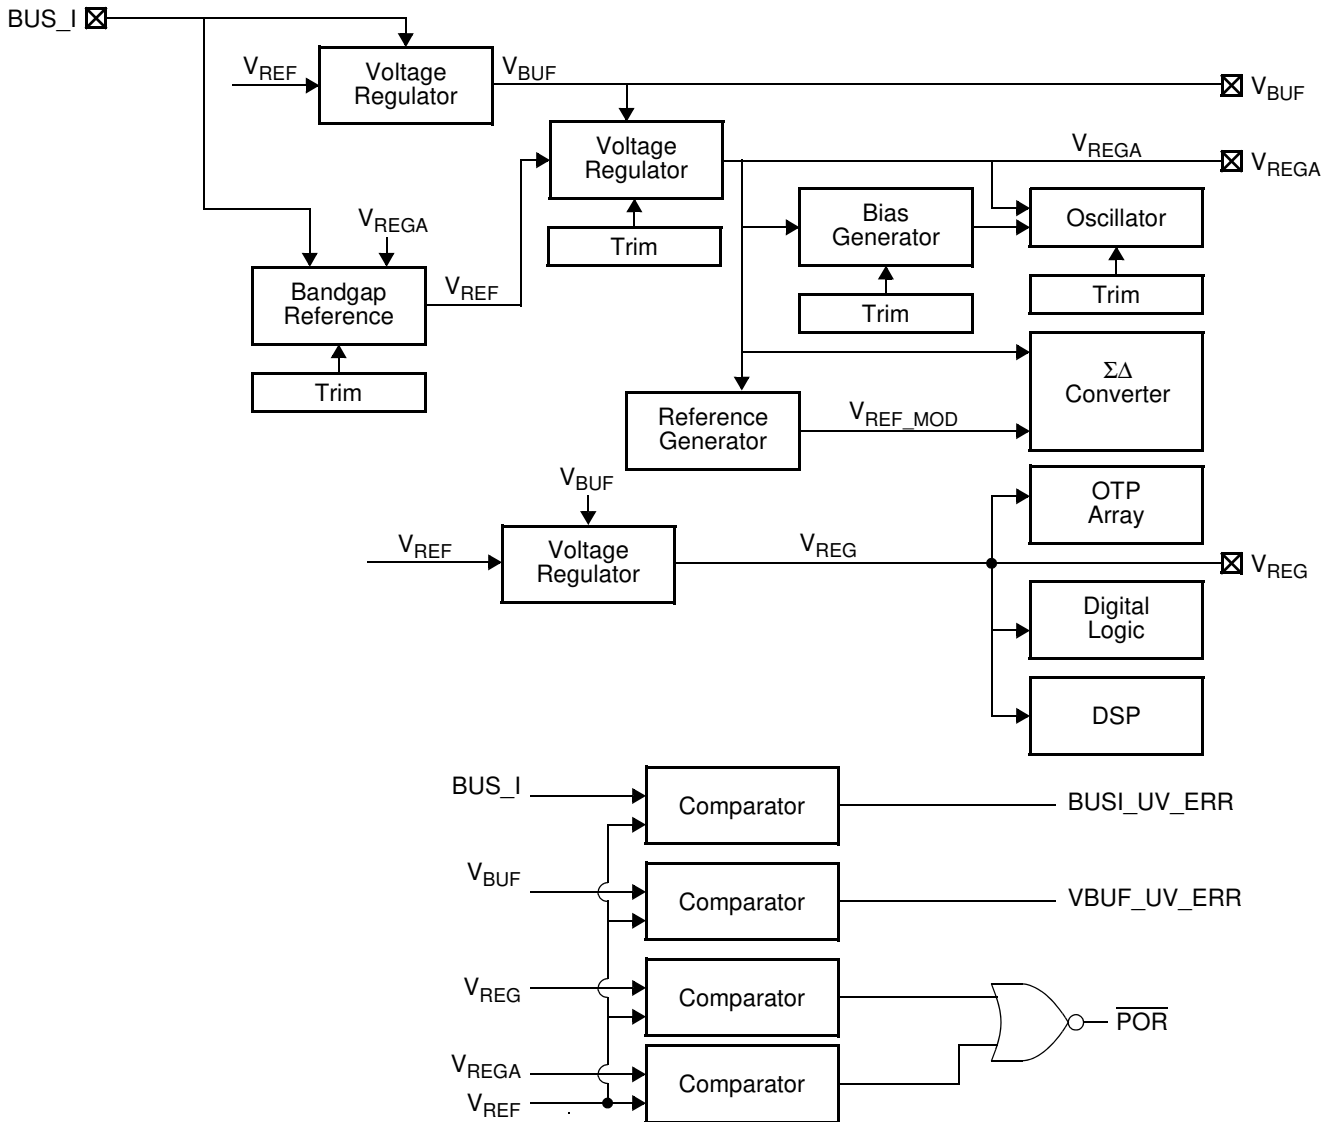 BUS_I
VREF
Voltage
Regulator
VBUF
VBUF
Voltage
Regulator
VREGA
VREGA
Trim
Bias
Generator
Oscillator
Trim
Trim
VREGA
Bandgap
Reference
VREF
Trim
ΣΔ
Converter
Reference
Generator
VREF_MOD
VBUF
VREF
Voltage
Regulator
VREG
OTP
Array
VREG
Digital
Logic
DSP
BUS_I
Comparator
BUSI_UV_ERR
VBUF
Comparator
VBUF_UV_ERR
VREG
Comparator
POR
VREGA
VREF
Comparator